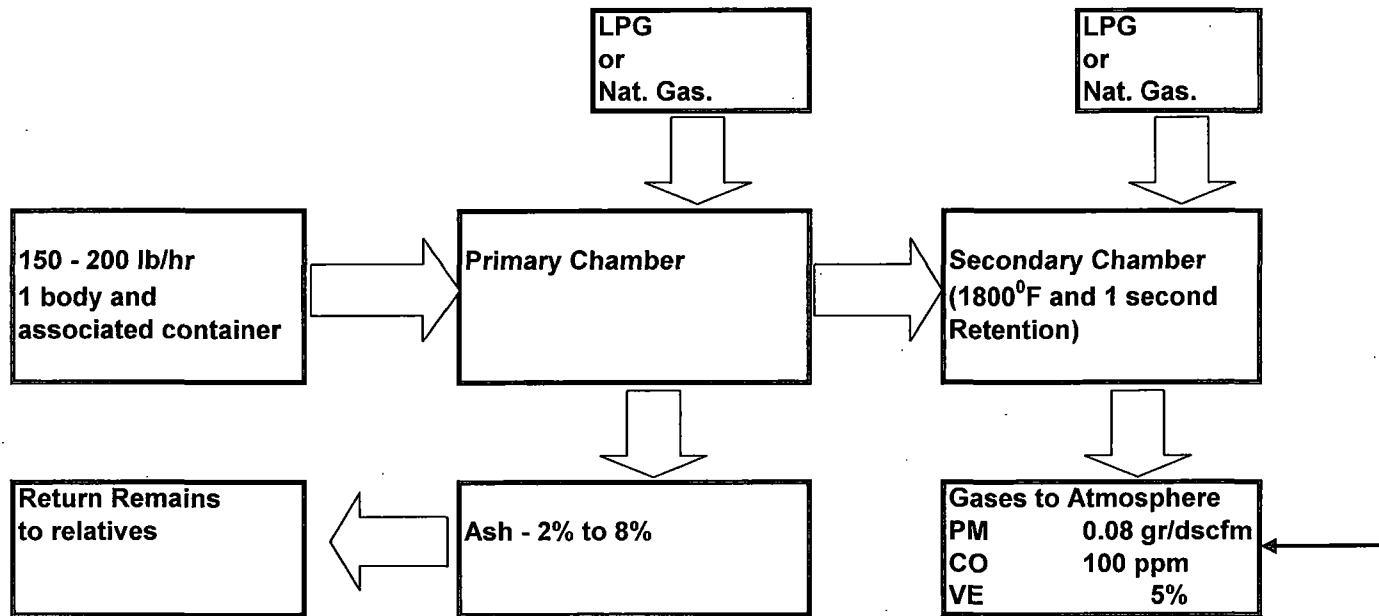 LPG
or
Nat. Gas.
LPG
or
Nat. Gas.
150 - 200 lb/hr
1 body and
associated container
Primary Chamber
Secondary Chamber
(1800⁰F and 1 second
Retention)
Return Remains
to relatives
Ash - 2% to 8%
Gases to Atmosphere
PM 0.08 gr/dscfm
CO 100 ppm
VE 5%